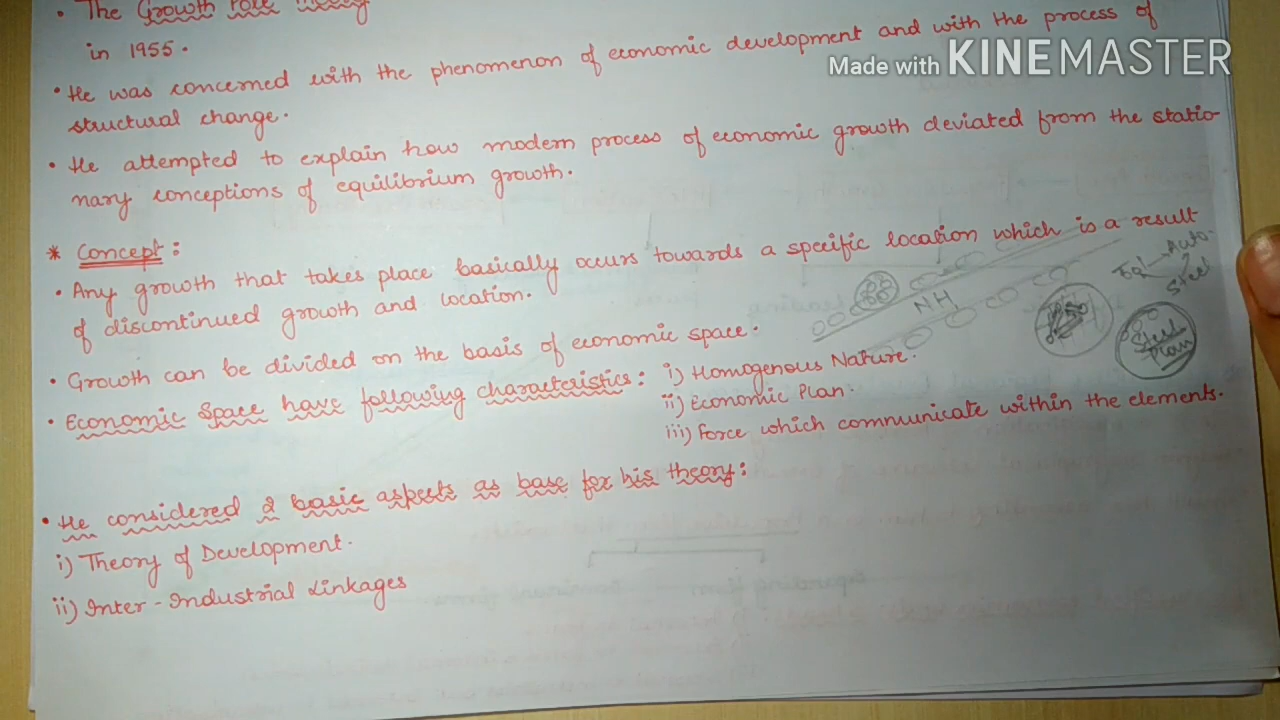 • The Growth Pole Theory
in 1955.
• He was concerned with the phenomenon of economic development and with the process of
structural change.
• He attempted to explain how modern process of economic growth deviated from the statio-
nary conceptions of equilibrium growth.
* Concept:
• Any growth that takes place basically occurs towards a specific location which is a result
of discontinued growth and location.
• Growth can be divided on the basis of economic space.
• Economic Space have following characteristics: i) Homogenous Nature.
ii) Economic Plan.
iii) Force which communicate within the elements.
• He considered 2 basic aspects as base for his theory:
i) Theory of Development.
ii) Inter-Industrial Linkages
NH
Auto-
Steel
Steel
Plan
Made with KINEMASTER